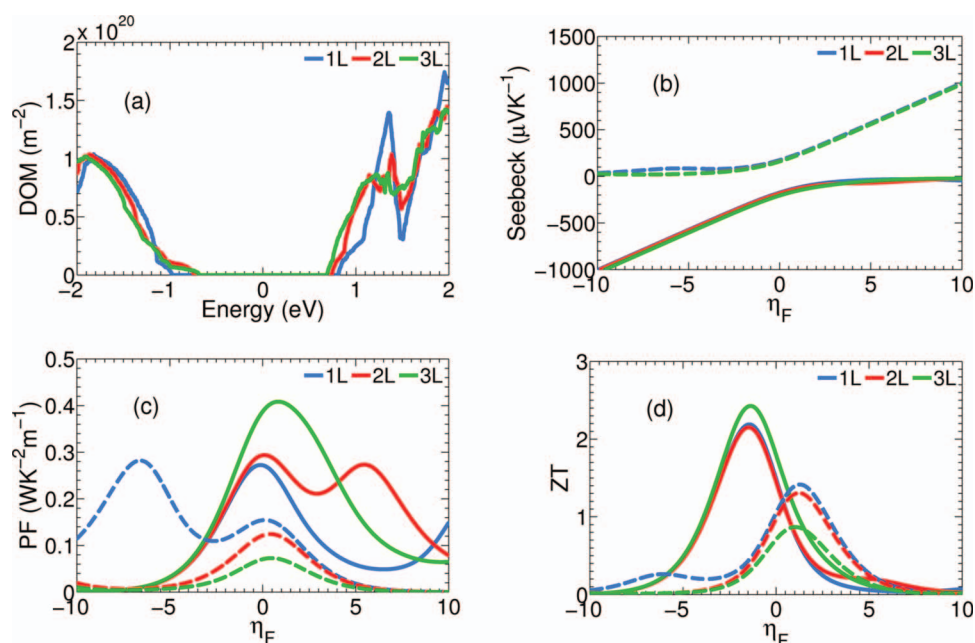 2 × 10^20
1L 2L 3L
(a)
DOM (m⁻²)
1.5
1
0.5
0
−2 −1 0 1 2
Energy (eV)
1500
1L 2L 3L
1000
(b)
Seebeck (μVK⁻¹)
500
0
−500
−1000
−10 −5 0 5 10
η_F
0.5
1L 2L 3L
0.4
(c)
PF (WK⁻²m⁻¹)
0.3
0.2
0.1
0
−10 −5 0 5 10
η_F
3
1L 2L 3L
(d)
ZT
2
1
0
−10 −5 0 5 10
η_F